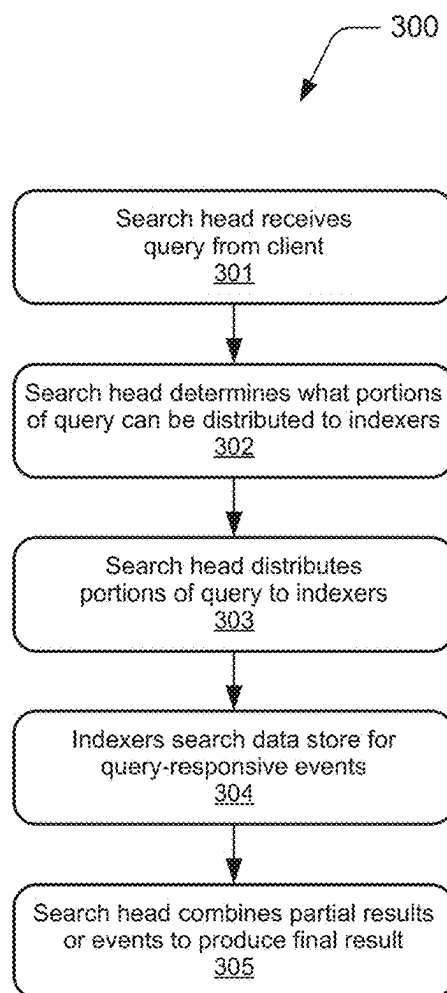 300
Search head receives
query from client
301
Search head determines what portions
of query can be distributed to indexers
302
Search head distributes
portions of query to indexers
303
Indexers search data store for
query-responsive events
304
Search head combines partial results
or events to produce final result
305